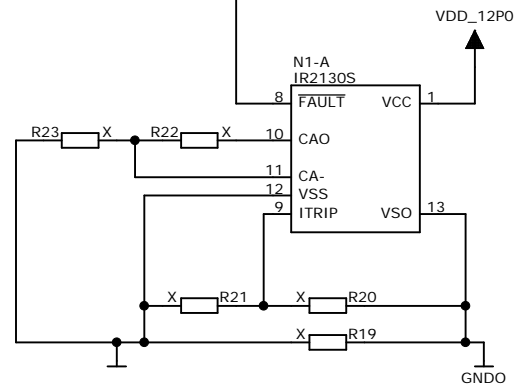 VDD_12P0
N1-A
IR2130S
8 FAULT VCC 1
R23 X R22 X 10 CAO
11 CA-
12 VSS
9 ITRIP VSO 13
X R21 X R20
X R19
GNDO